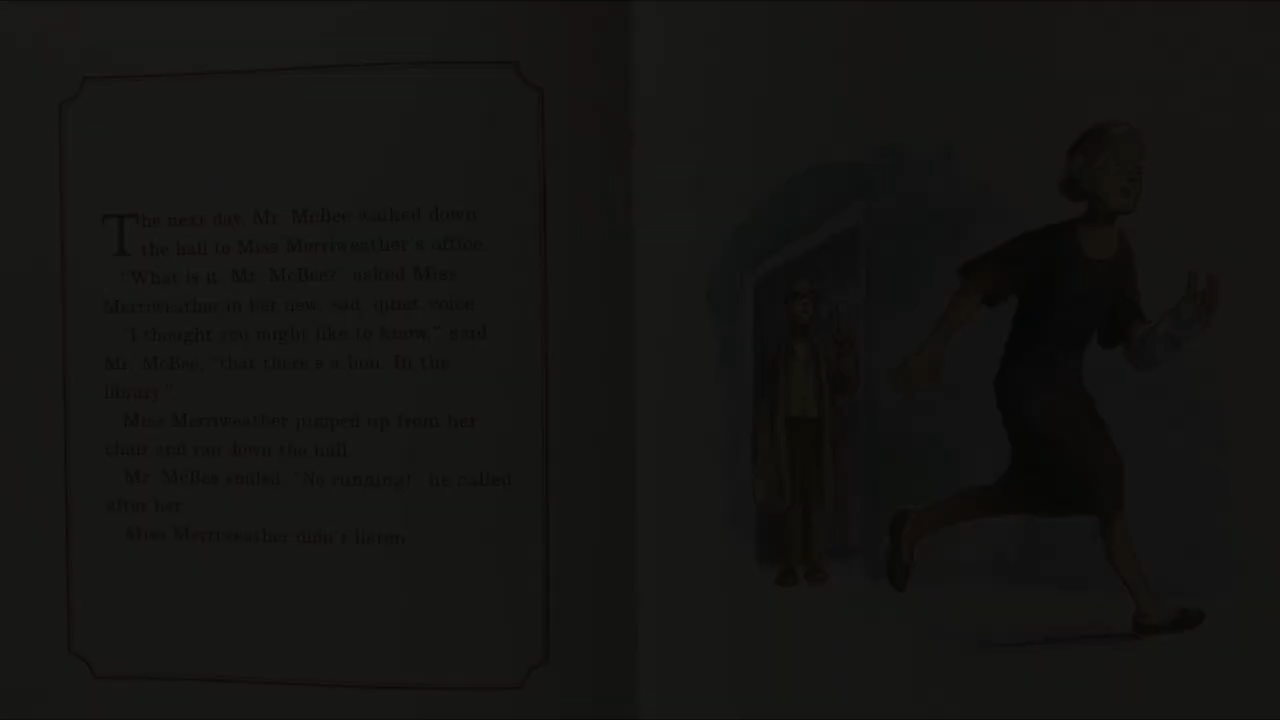 The next day, Mr. McBee walked down
the hall to Miss Merriweather's office.
"What is it, Mr. McBee?" asked Miss
Merriweather in her new, sad, quiet voice.
"I thought you might like to know," said
Mr. McBee, "that there's a lion. In the
library."
Miss Merriweather jumped up from her
chair and ran down the hall.
Mr. McBee smiled. "No running!" he called
after her.
Miss Merriweather didn't listen.